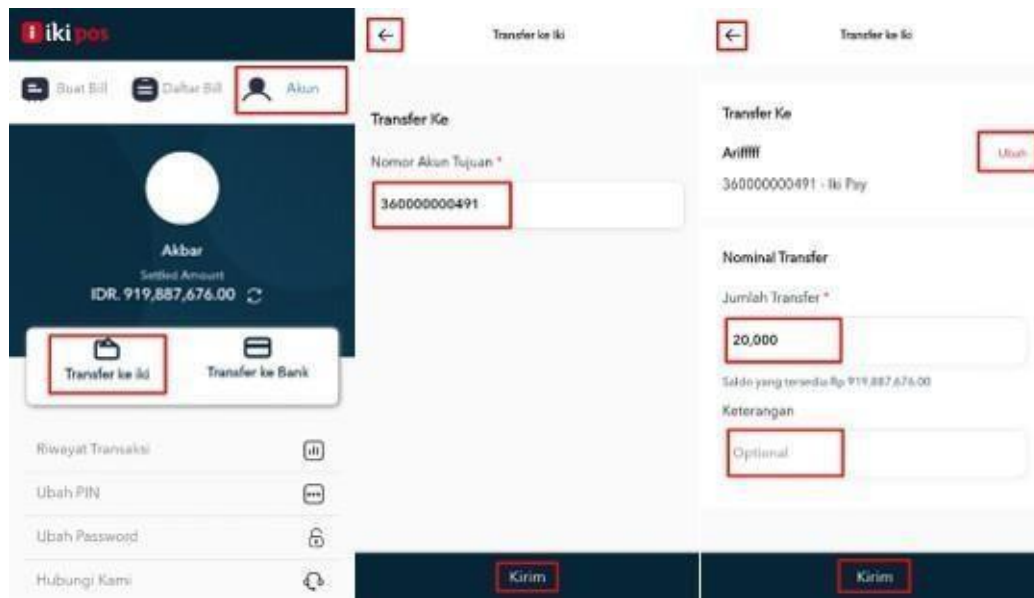 iki pos
Buat Bill
Daftar Bill
Akun
Akbar
Settled Amount
IDR. 919,887,676.00
Transfer ke iki
Transfer ke Bank
Riwayat Transaksi
Ubah PIN
Ubah Password
Hubungi Kami
Transfer ke Iki
Transfer Ke
Nomor Akun Tujuan *
360000000491
Kirim
Transfer ke Iki
Transfer Ke
Ariffffff
Ubah
360000000491 - Iki Pay
Nominal Transfer
Jumlah Transfer *
20,000
Saldo yang tersedia Rp 919.887.676.00
Keterangan
Optional
Kirim